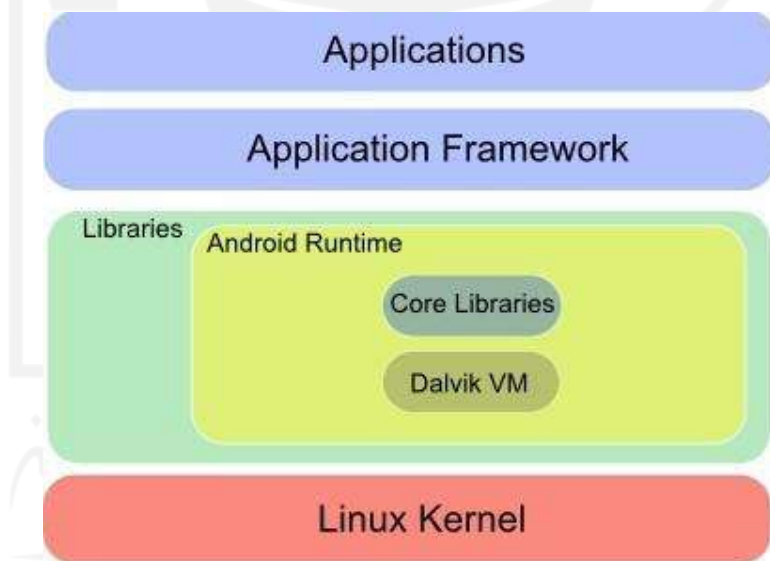 Applications
Application Framework
Libraries
Android Runtime
Core Libraries
Dalvik VM
Linux Kernel